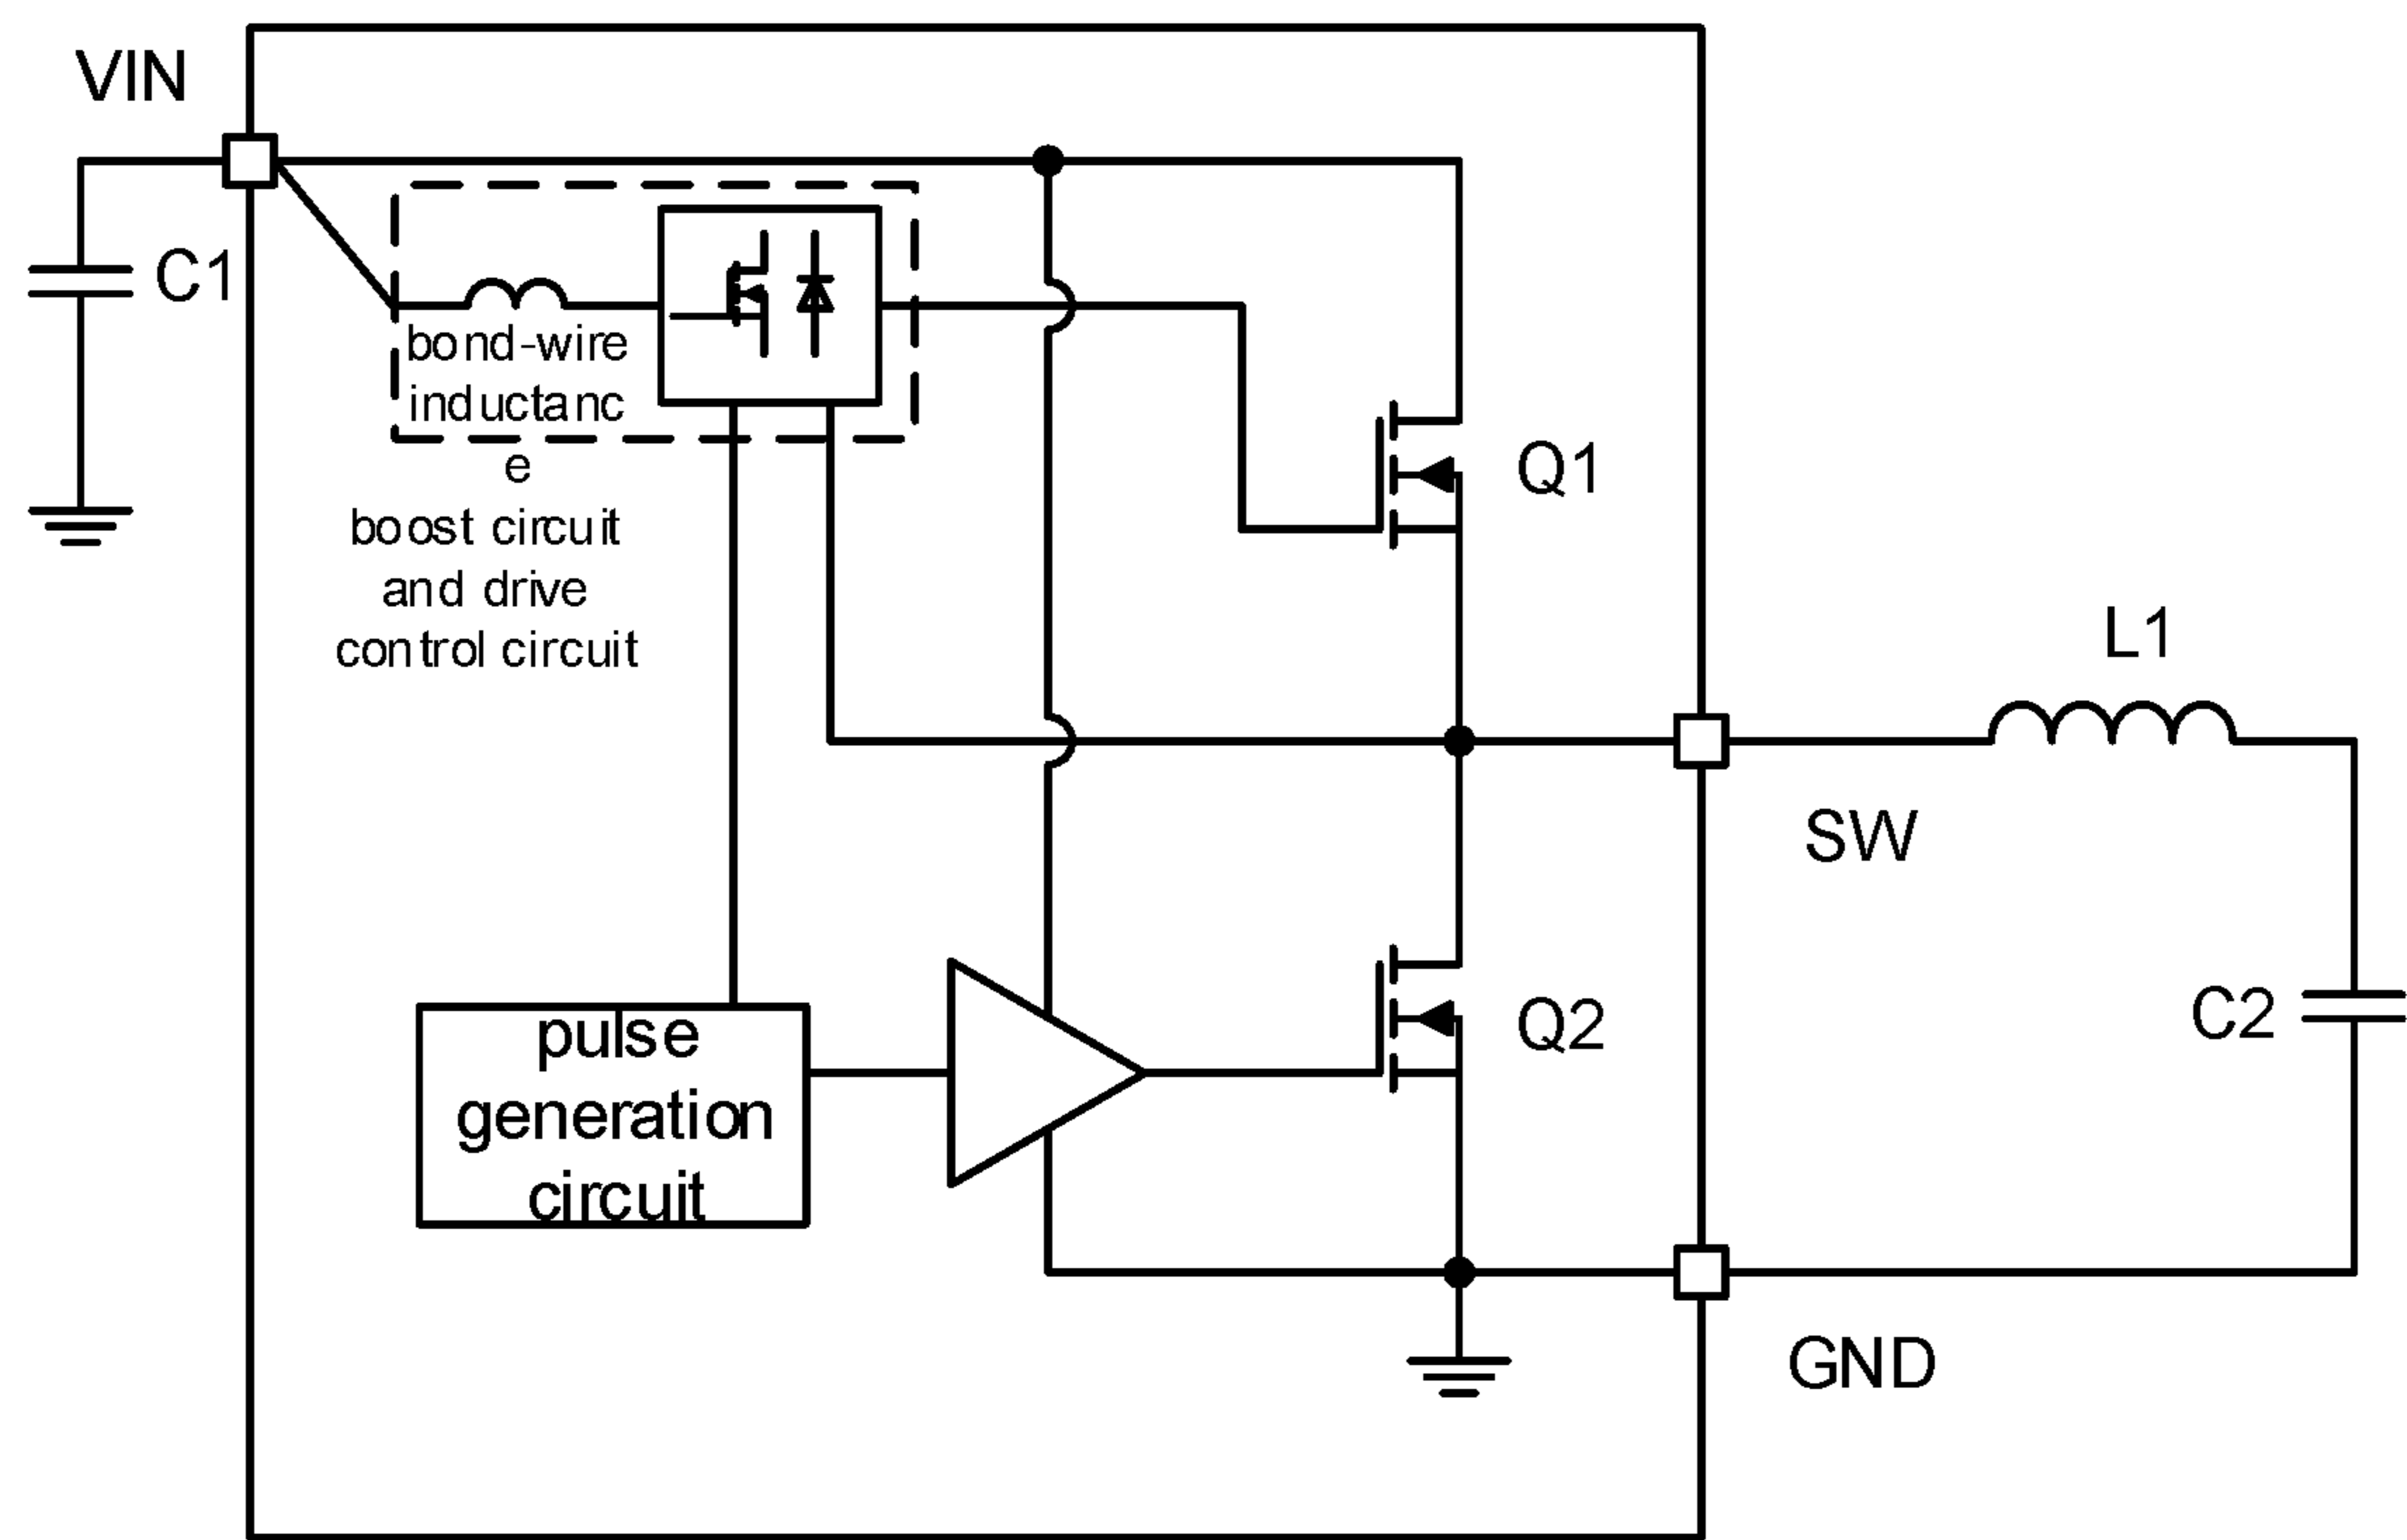 VIN
C1
bond-wire
inductanc
e
boost circuit
and drive
control circuit
Q1
L1
SW
C2
Q2
pulse
generation
circuit
GND